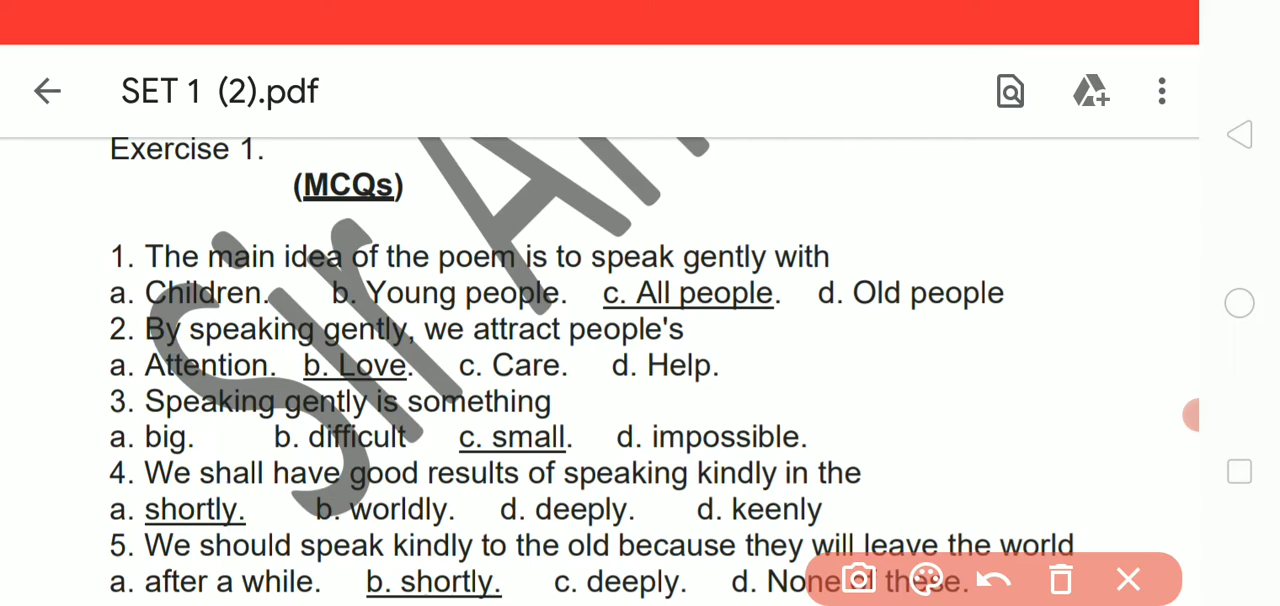 SET 1 (2).pdf
Exercise 1.
(MCQs)
1. The main idea of the poem is to speak gently with
a. Children. b. Young people. c. All people. d. Old people
2. By speaking gently, we attract people's
a. Attention. b. Love. c. Care. d. Help.
3. Speaking gently is something
a. big. b. difficult c. small. d. impossible.
4. We shall have good results of speaking kindly in the
a. shortly. b. worldly. d. deeply. d. keenly
5. We should speak kindly to the old because they will leave the world
a. after a while. b. shortly. c. deeply. d. None of these.
Sir